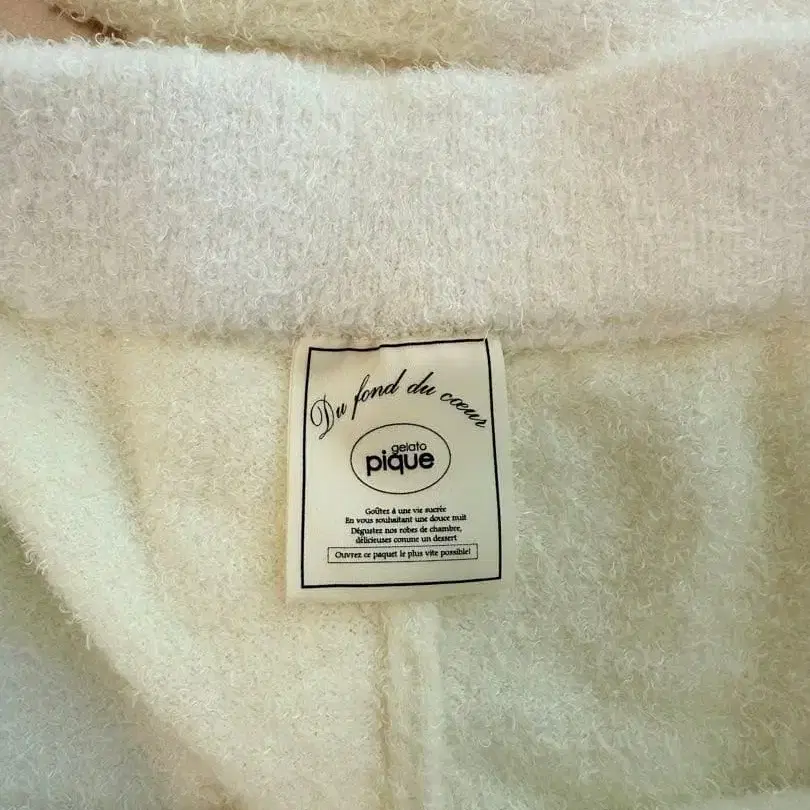 Du fond du cœur
gelato
pique
Goûtez à une vie sucrée
En vous souhaitant une douce nuit
Dégustez nos robes de chambre,
délicieuses comme un dessert
Ouvrez ce paquet le plus vite possible!